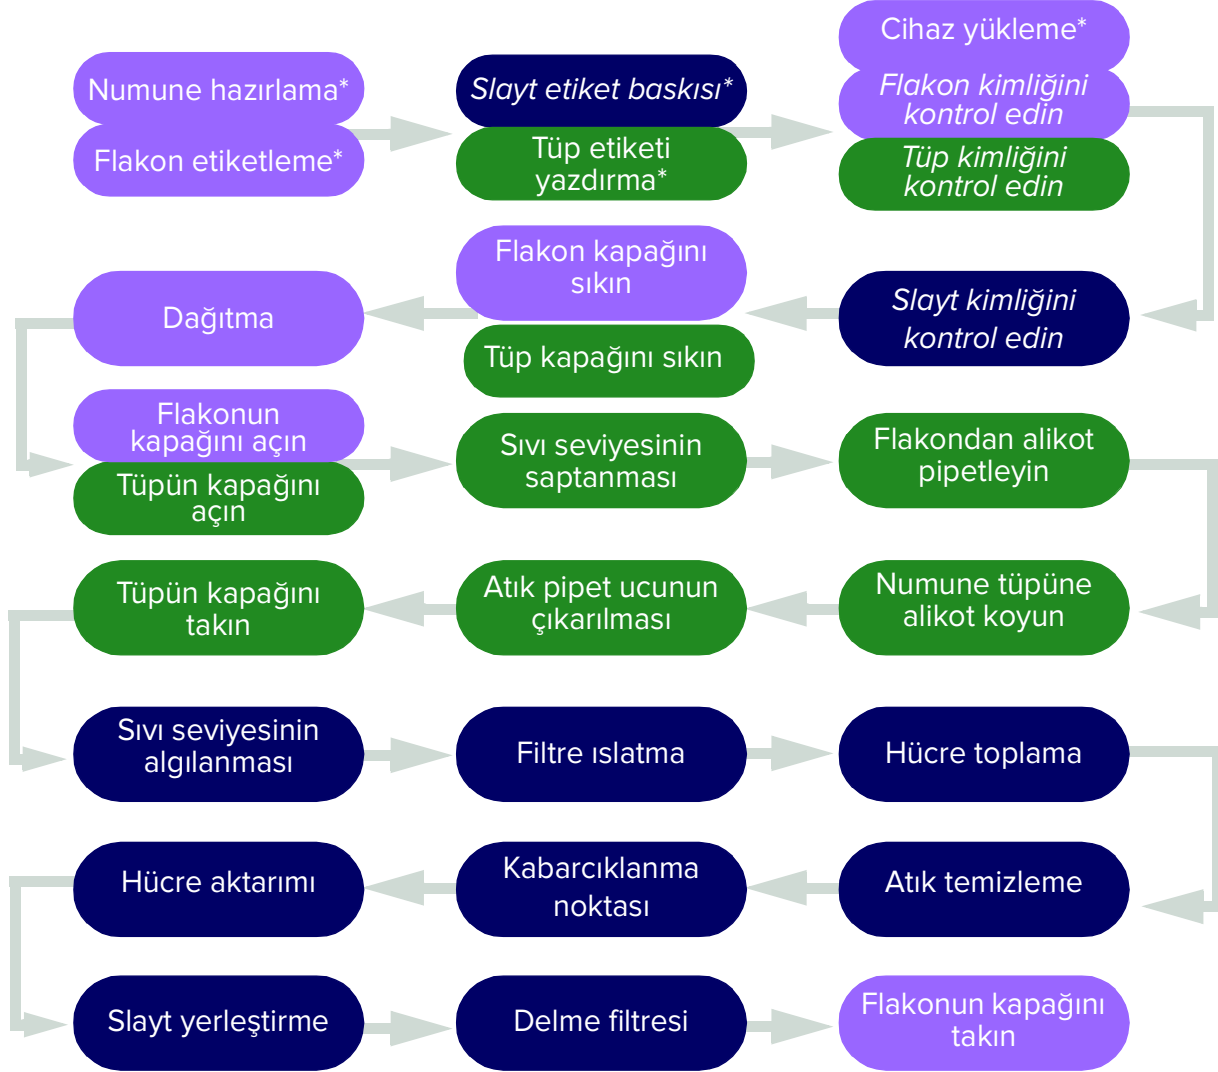 Numune hazırlama*
Flakon etiketleme*
Slayt etiket baskısı*
Tüp etiketi
yazdırma*
Cihaz yükleme*
Flakon kimliğini
kontrol edin
Tüp kimliğini
kontrol edin
Slayt kimliğini
kontrol edin
Flakon kapağını
sıkın
Tüp kapağını sıkın
Dağıtma
Flakonun
kapağını açın
Tüpün kapağını
açın
Sıvı seviyesinin
saptanması
Flakondan alikot
pipetleyin
Numune tüpüne
alikot koyun
Atık pipet ucunun
çıkarılması
Tüpün kapağını
takın
Sıvı seviyesinin
algılanması
Filtre ıslatma
Hücre toplama
Atık temizleme
Kabarcıklanma
noktası
Hücre aktarımı
Slayt yerleştirme
Delme filtresi
Flakonun kapağını
takın